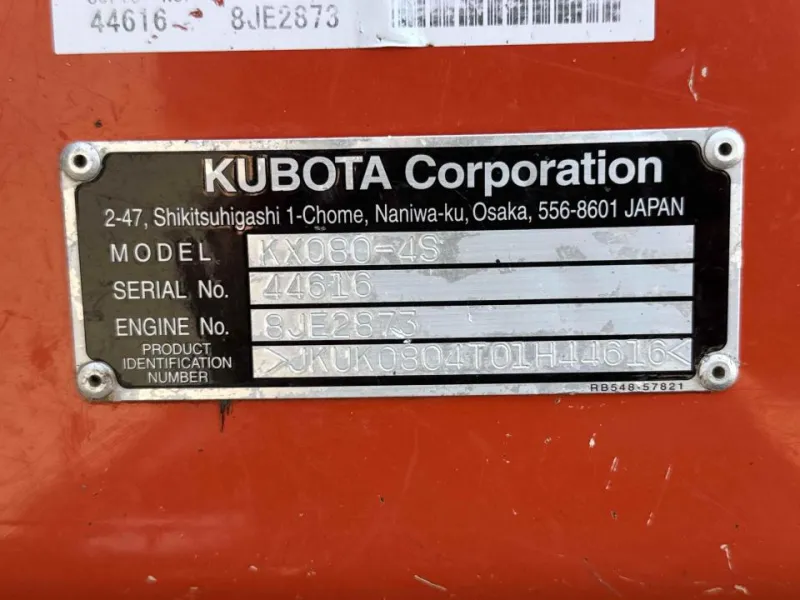 44616 8JE2873
KUBOTA Corporation
2-47, Shikitsuhigashi 1-Chome, Naniwa-ku, Osaka, 556-8601 JAPAN
MODEL KX080-4S
SERIAL No. 44616
ENGINE No. 8JE2873
PRODUCT
IDENTIFICATION
NUMBER >JKUK0804T01H44616<
RB548-57821